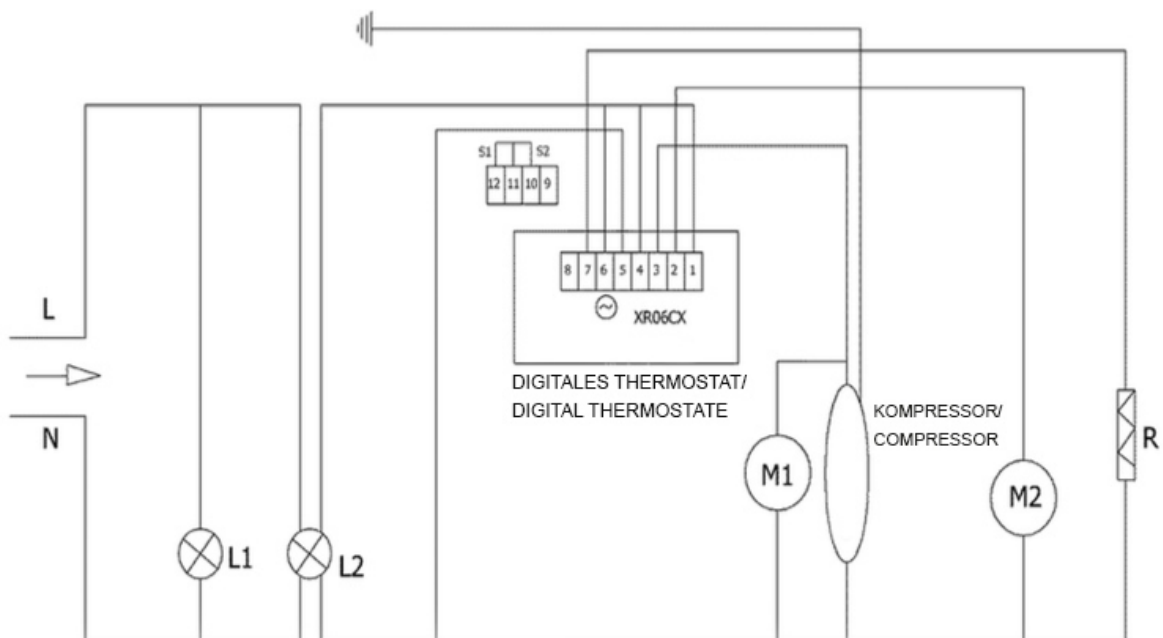 S1 S2
12 11 10 9
8 7 6 5 4 3 2 1
L
XR06CX
DIGITALES THERMOSTAT/
DIGITAL THERMOSTATE
KOMPRESSOR/
COMPRESSOR
N
R
M1
M2
L1
L2